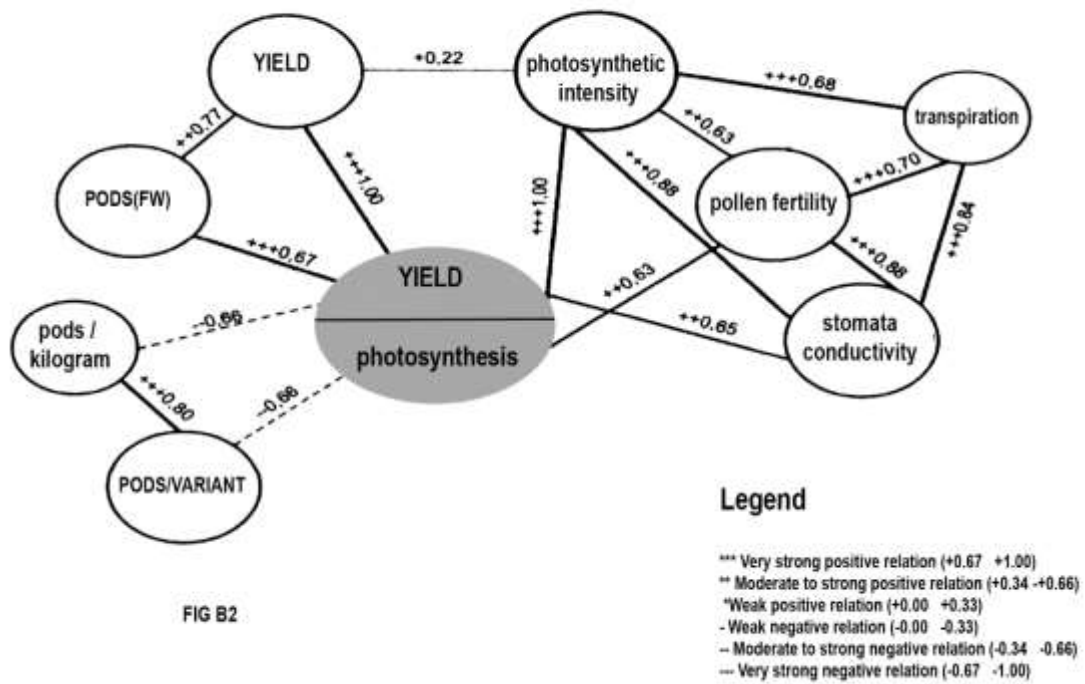 YIELD
+0,22
photosynthetic
intensity
+++0,68
transpiration
++0,77
++0,63
+++0,70
PODS(FW)
+++1,00
+++0,88
pollen fertility
+++1,00
+++0,84
+++0,67
++0,63
+++0,88
YIELD
photosynthesis
++0,65
stomata
conductivity
pods /
kilogram
--0,66
--0,66
+++0,80
PODS/VARIANT
FIG B2
Legend
*** Very strong positive relation (+0.67 +1.00)
** Moderate to strong positive relation (+0.34 -+0.66)
*Weak positive relation (+0.00 +0.33)
- Weak negative relation (-0.00 -0.33)
-- Moderate to strong negative relation (-0.34 -0.66)
--- Very strong negative relation (-0.67 -1.00)